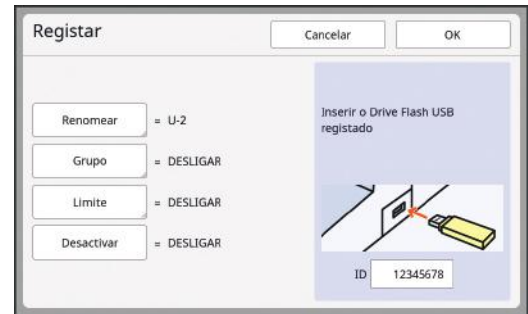 Registar
Cancelar
OK
Renomear = U-2
Grupo = DESLIGAR
Limite = DESLIGAR
Desactivar = DESLIGAR
Inserir o Drive Flash USB
registado
ID 12345678